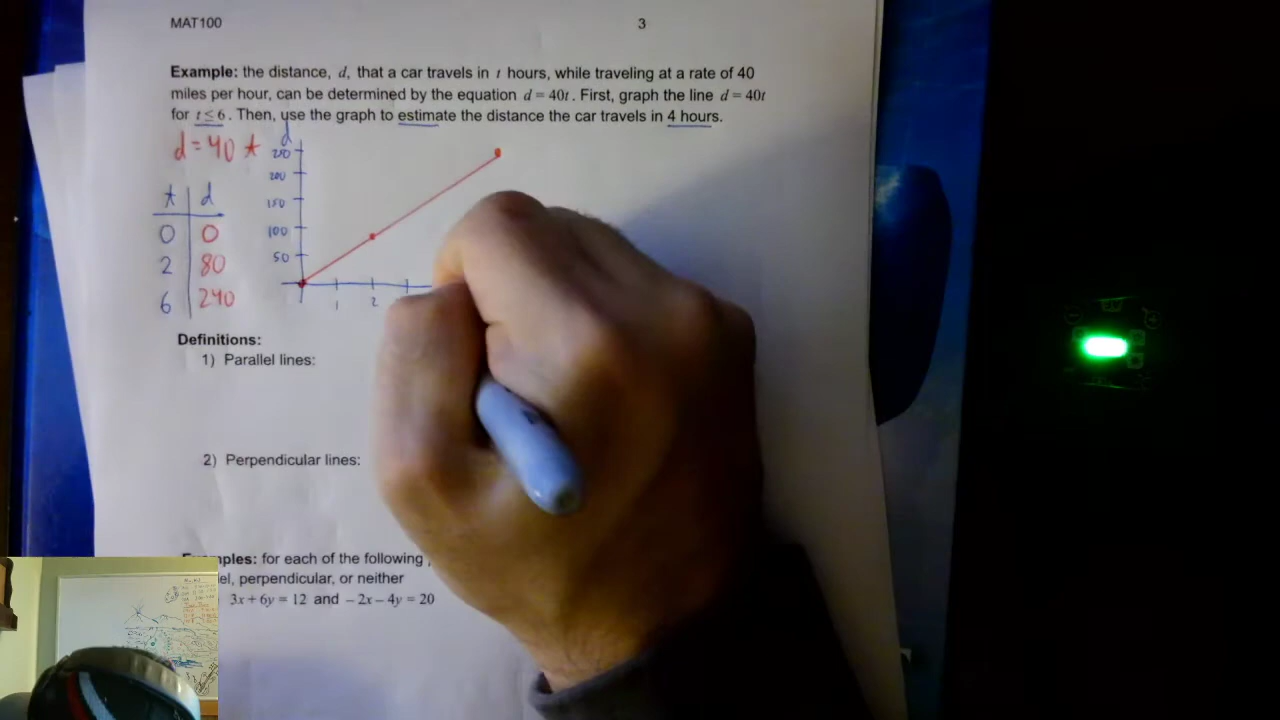 MAT100 3
Example: the distance, d, that a car travels in t hours, while traveling at a rate of 40
miles per hour, can be determined by the equation d = 40t. First, graph the line d = 40t
for t ≤ 6. Then, use the graph to estimate the distance the car travels in 4 hours.
d = 40 t
d
250
200
150
100
50
1 2
t d
0 0
2 80
6 240
Definitions:
1) Parallel lines:
2) Perpendicular lines:
ples: for each of the following
el, perpendicular, or neither
3x + 6y = 12 and – 2x – 4y = 20